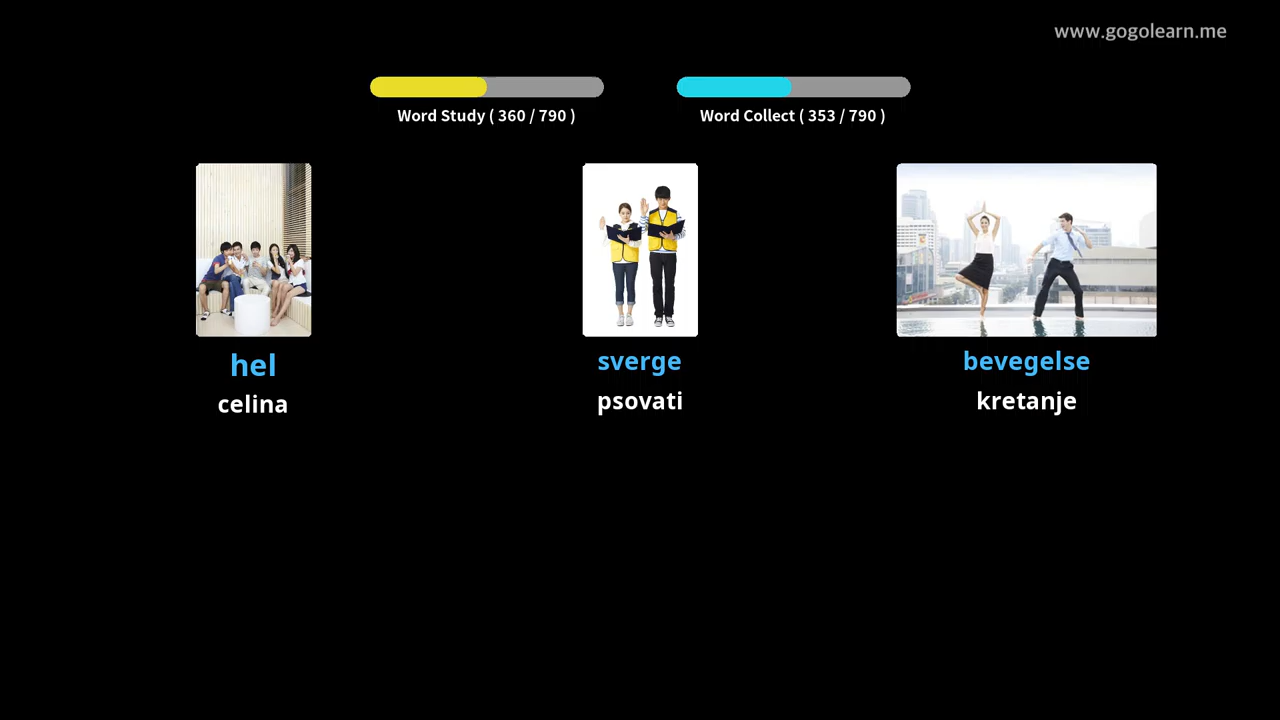 www.gogolearn.me
Word Study ( 360 / 790 )
Word Collect ( 353 / 790 )
hel
celina
sverge
psovati
bevegelse
kretanje